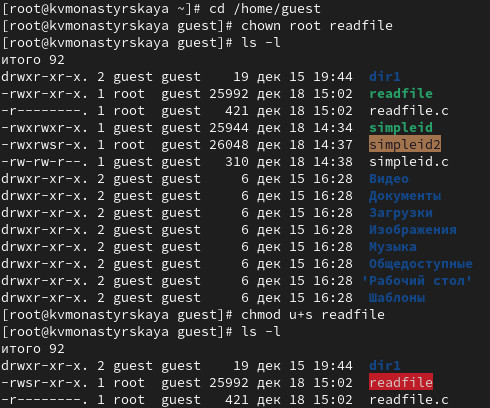 [root@kvmonastyrskaya ~]# cd /home/guest
[root@kvmonastyrskaya guest]# chown root readfile
[root@kvmonastyrskaya guest]# ls -l
итого 92
drwxr-xr-x. 2 guest guest    19 дек 15 19:44  dir1
-rwxr-xr-x. 1 root  guest 25992 дек 18 15:02  readfile
-r--------. 1 root  guest   421 дек 18 15:02  readfile.c
-rwxrwxr-x. 1 guest guest 25944 дек 18 14:34  simpleid
-rwxrwsr-x. 1 root  guest 26048 дек 18 14:37  simpleid2
-rw-rw-r--. 1 guest guest   310 дек 18 14:38  simpleid.c
drwxr-xr-x. 2 guest guest     6 дек 15 16:28  Видео
drwxr-xr-x. 2 guest guest     6 дек 15 16:28  Документы
drwxr-xr-x. 2 guest guest     6 дек 15 16:28  Загрузки
drwxr-xr-x. 2 guest guest     6 дек 15 16:28  Изображения
drwxr-xr-x. 2 guest guest     6 дек 15 16:28  Музыка
drwxr-xr-x. 2 guest guest     6 дек 15 16:28  Общедоступные
drwxr-xr-x. 2 guest guest     6 дек 15 16:28 'Рабочий стол'
drwxr-xr-x. 2 guest guest     6 дек 15 16:28  Шаблоны
[root@kvmonastyrskaya guest]# chmod u+s readfile
[root@kvmonastyrskaya guest]# ls -l
итого 92
drwxr-xr-x. 2 guest guest    19 дек 15 19:44  dir1
-rwsr-xr-x. 1 root  guest 25992 дек 18 15:02  readfile
-r--------. 1 root  guest   421 дек 18 15:02  readfile.c